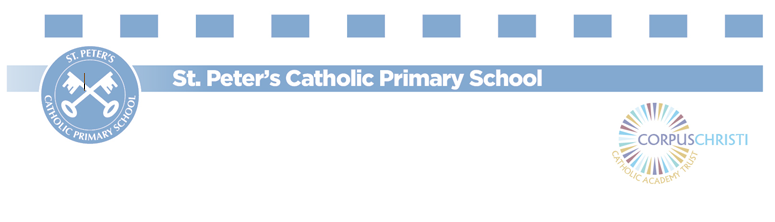 ST. PETER'S
CATHOLIC PRIMARY SCHOOL
St. Peter's Catholic Primary School
CORPUSCHRISTI
CATHOLIC ACADEMY TRUST